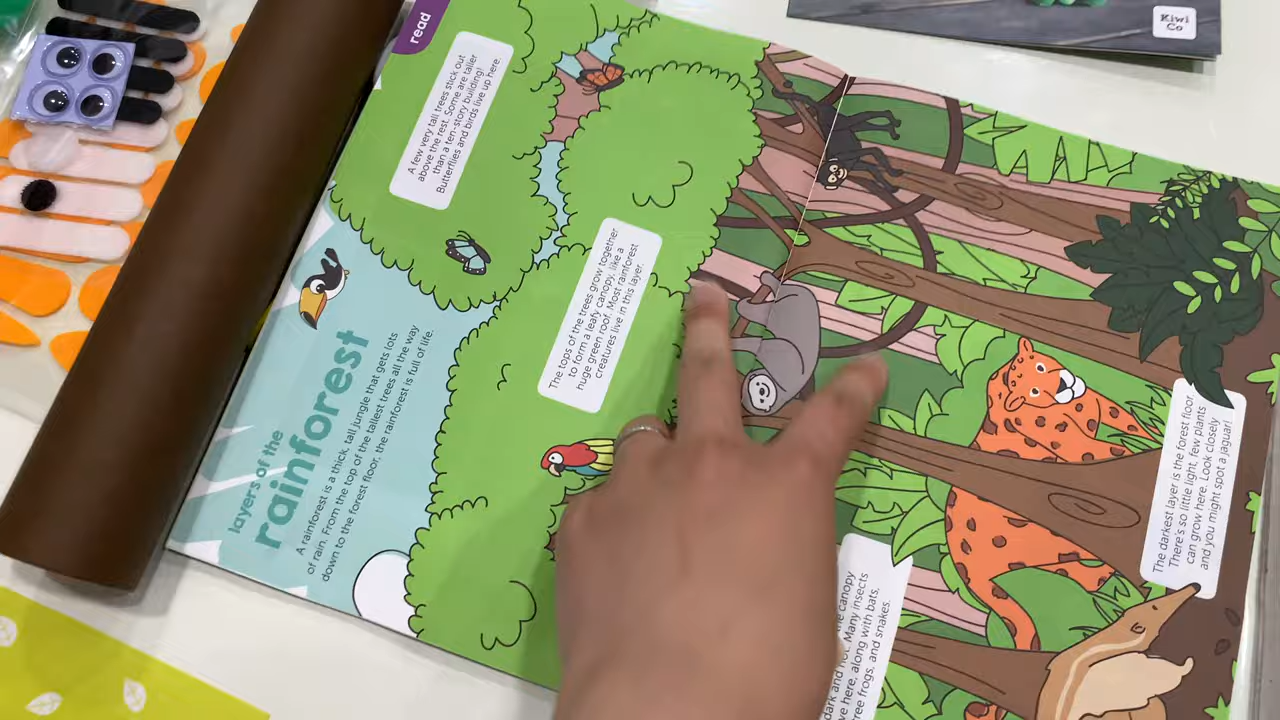 Kiwi
Co
read
layers of the
rainforest
A rainforest is a thick, tall jungle that gets lots
of rain. From the top of the tallest trees all the way
down to the forest floor, the rainforest is full of life.
A few very tall trees stick out
above the rest. Some are taller
than a ten-story building!
Butterflies and birds live up here.
The tops of the trees grow together
to form a leafy canopy, like a
huge green roof. Most rainforest
creatures live in this layer.
the canopy
dark and hot. Many insects
here, along with bats,
frogs, and snakes.
The darkest layer is the forest floor.
There's so little light, few plants
can grow here. Look closely
and you might spot a jaguar!